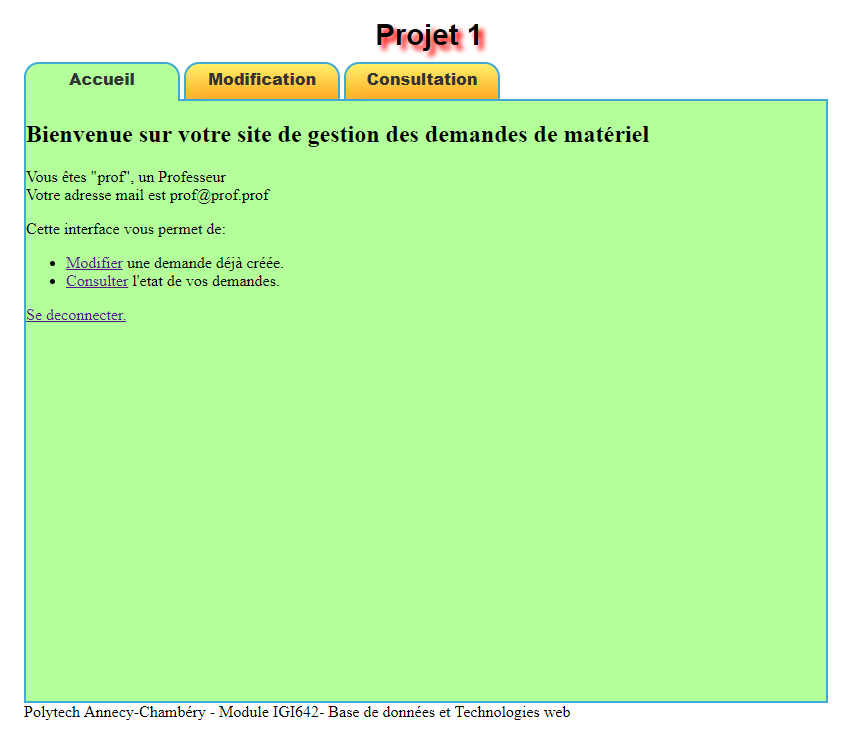 Projet 1
Accueil Modification Consultation
Bienvenue sur votre site de gestion des demandes de matériel
Vous êtes "prof", un Professeur
Votre adresse mail est prof@prof.prof
Cette interface vous permet de:
Modifier une demande déjà créée.
Consulter l'etat de vos demandes.
Se deconnecter.
Polytech Annecy-Chambéry - Module IGI642- Base de données et Technologies web